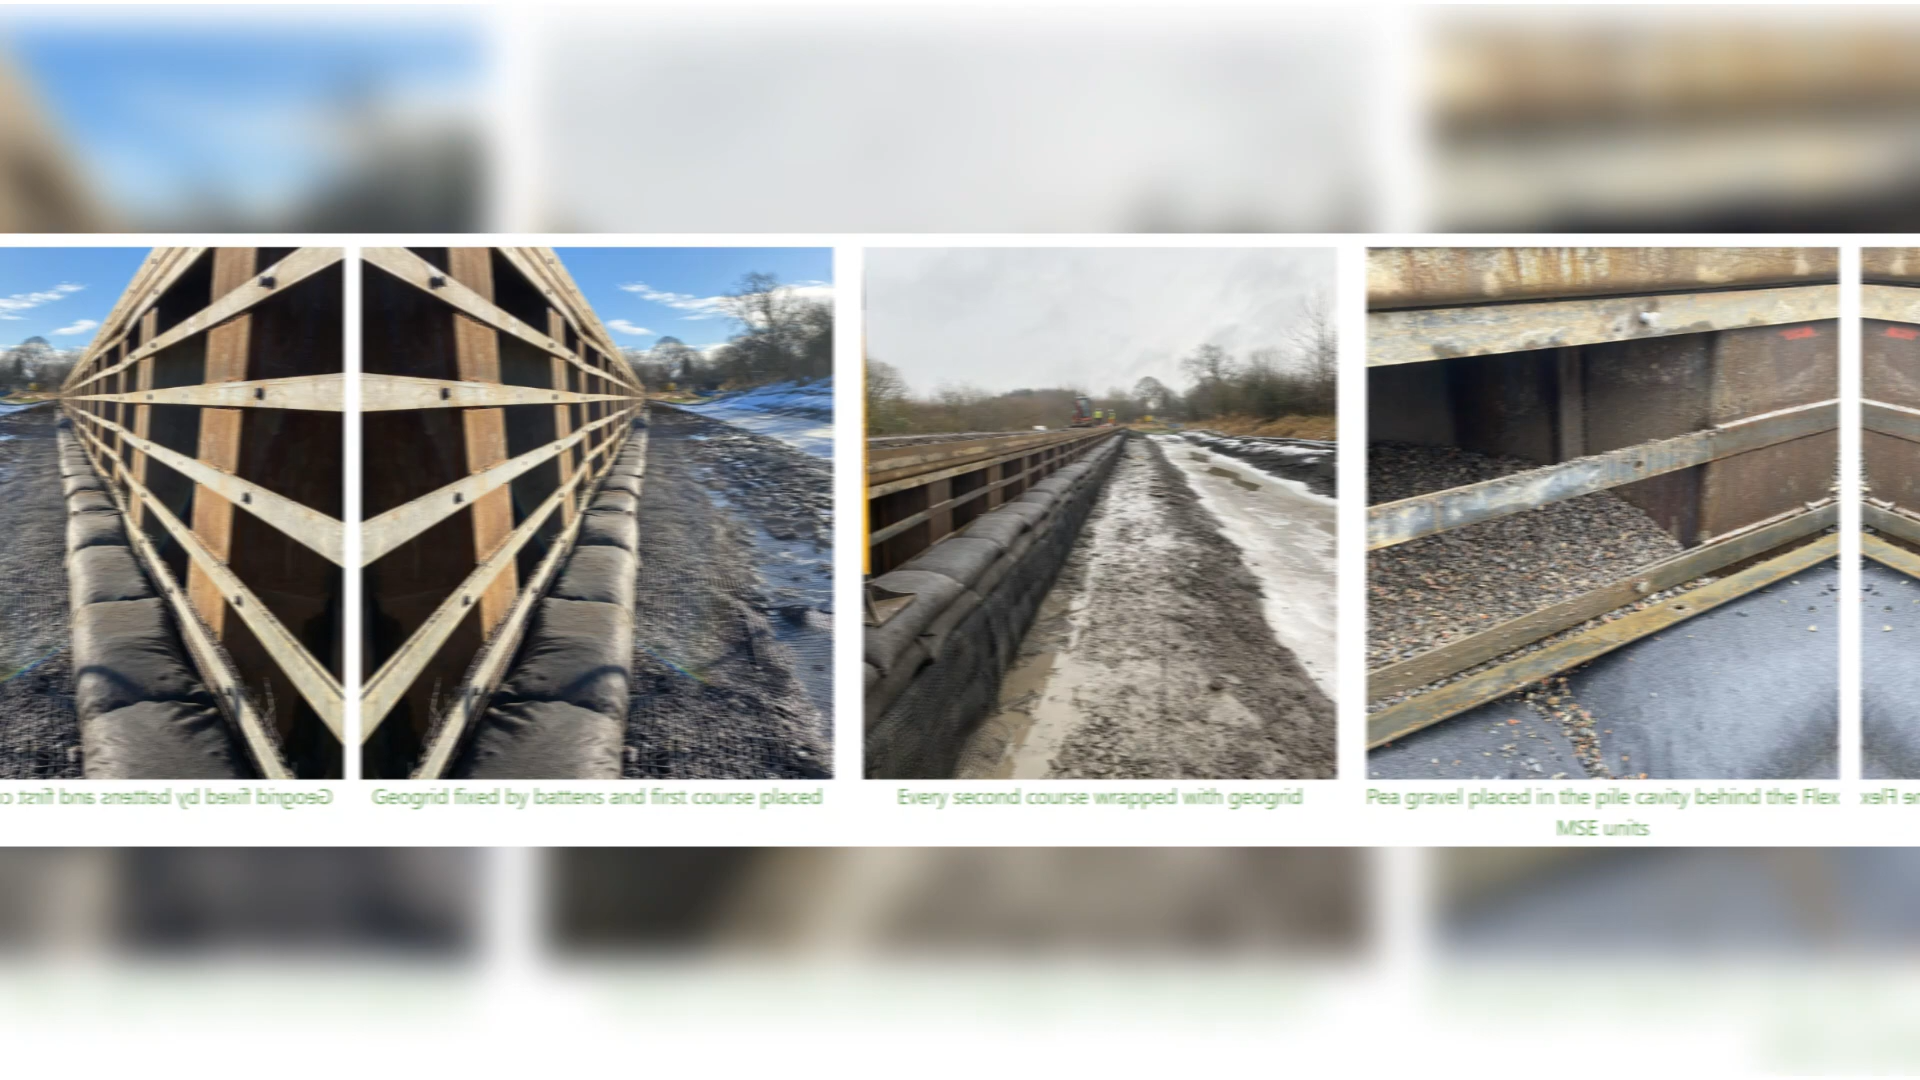 Geogrid fixed by battens and first course placed
Every second course wrapped with geogrid
Pea gravel placed in the pile cavity behind the Flex
MSE units